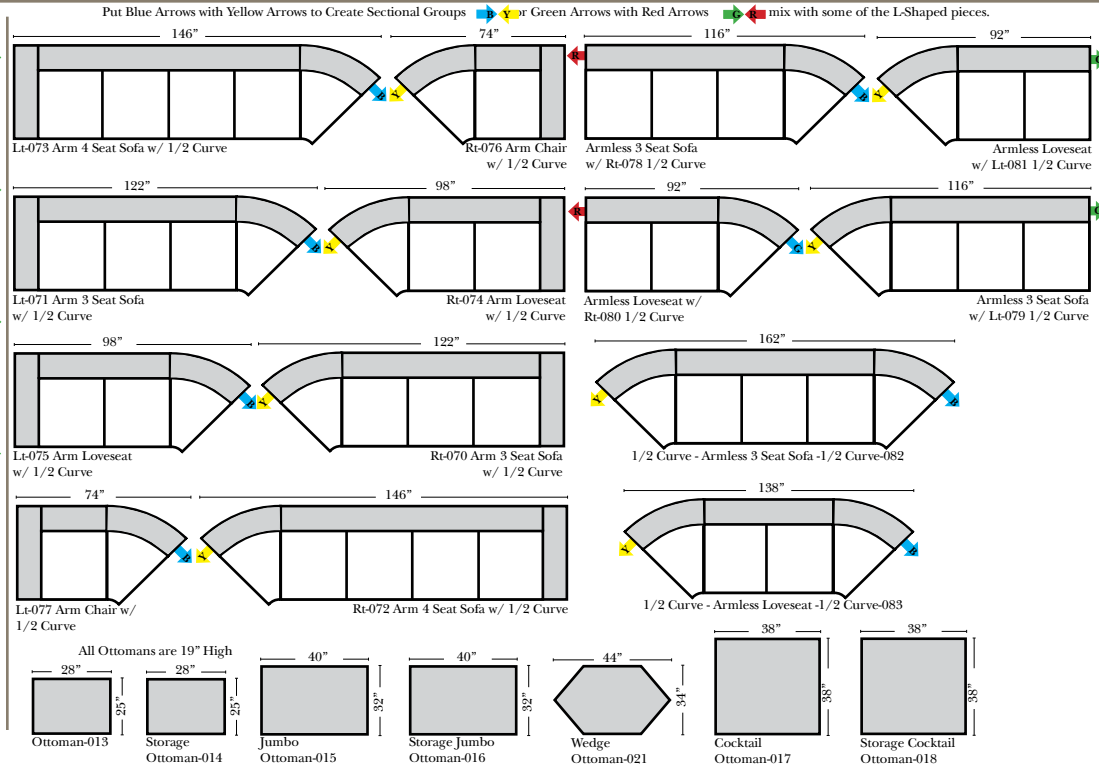 Put Blue Arrows with Yellow Arrows to Create Sectional Groups B Y or Green Arrows with Red Arrows G R mix with some of the L-Shaped pieces.
146” 74” 116” 92”
B Y R B Y G
Lt-073 Arm 4 Seat Sofa w/ 1/2 Curve
Rt-076 Arm Chair
w/ 1/2 Curve
Armless 3 Seat Sofa
w/ Rt-078 1/2 Curve
Armless Loveseat
w/ Lt-081 1/2 Curve
122” 98” 92” 116”
B Y R G Y G
Lt-071 Arm 3 Seat Sofa
w/ 1/2 Curve
Rt-074 Arm Loveseat
w/ 1/2 Curve
Armless Loveseat w/
Rt-080 1/2 Curve
Armless 3 Seat Sofa
w/ Lt-079 1/2 Curve
98” 122” 162”
B Y Y B
Lt-075 Arm Loveseat
w/ 1/2 Curve
Rt-070 Arm 3 Seat Sofa
w/ 1/2 Curve
1/2 Curve - Armless 3 Seat Sofa -1/2 Curve-082
74” 146” 138”
B Y Y B
Lt-077 Arm Chair w/
1/2 Curve
Rt-072 Arm 4 Seat Sofa w/ 1/2 Curve
1/2 Curve - Armless Loveseat -1/2 Curve-083
All Ottomans are 19” High
28” 28” 40” 40” 44” 38” 38”
25” 25” 32” 32” 34” 38” 38”
Ottoman-013
Storage
Ottoman-014
Jumbo
Ottoman-015
Storage Jumbo
Ottoman-016
Wedge
Ottoman-021
Cocktail
Ottoman-017
Storage Cocktail
Ottoman-018